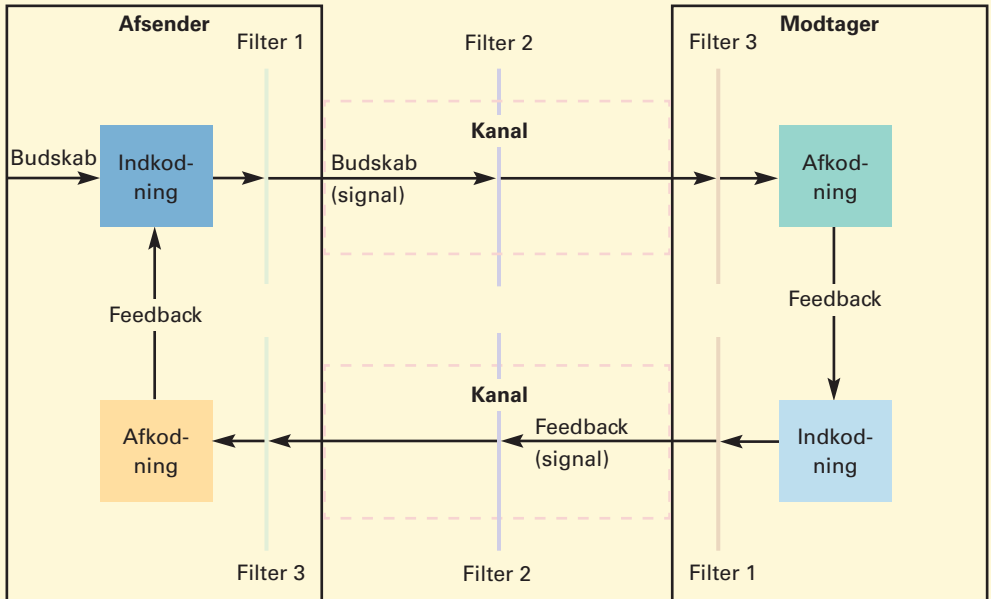 Afsender
Modtager
Filter 1
Filter 2
Filter 3
Kanal
Budskab
Indkod-
ning
Budskab
(signal)
Afkod-
ning
Feedback
Feedback
Kanal
Afkod-
ning
Feedback
(signal)
Indkod-
ning
Filter 3
Filter 2
Filter 1